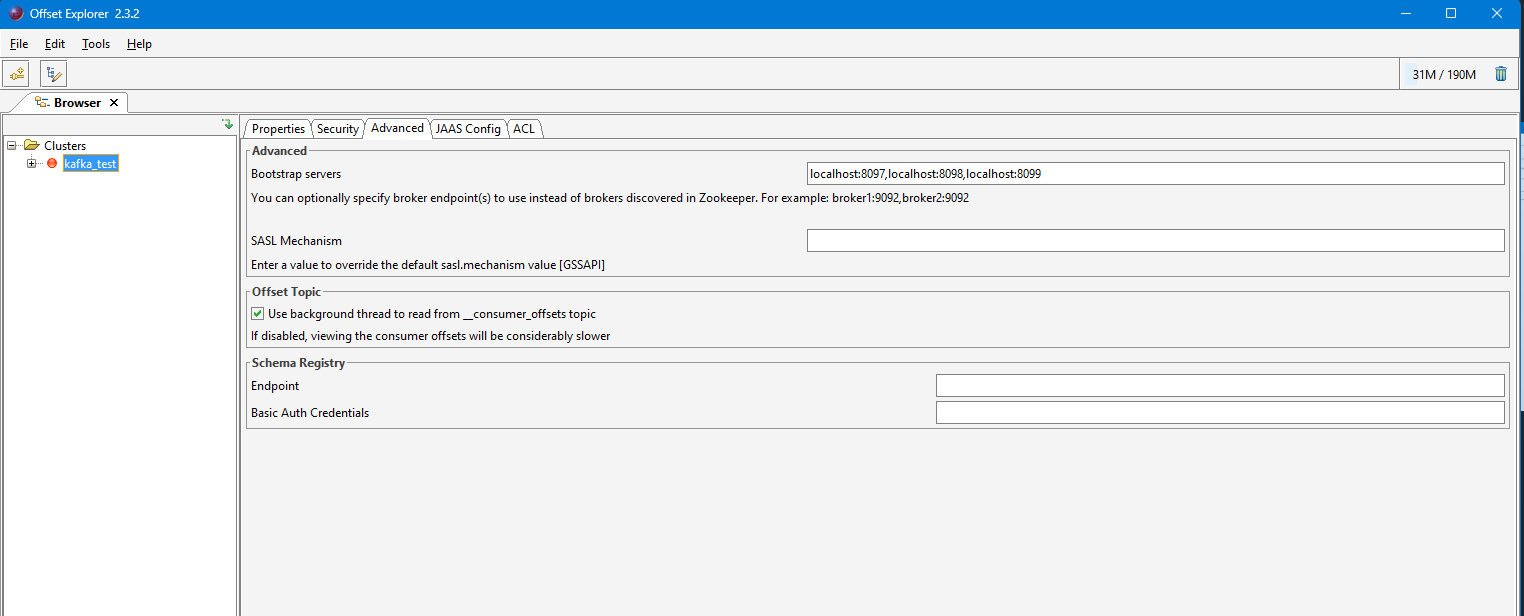 Offset Explorer 2.3.2
File Edit Tools Help
31M / 190M
Browser
Properties Security Advanced JAAS Config ACL
Clusters
kafka_test
Advanced
Bootstrap servers localhost:8097,localhost:8098,localhost:8099
You can optionally specify broker endpoint(s) to use instead of brokers discovered in Zookeeper. For example: broker1:9092,broker2:9092
SASL Mechanism
Enter a value to override the default sasl.mechanism value [GSSAPI]
Offset Topic
Use background thread to read from __consumer_offsets topic
If disabled, viewing the consumer offsets will be considerably slower
Schema Registry
Endpoint
Basic Auth Credentials